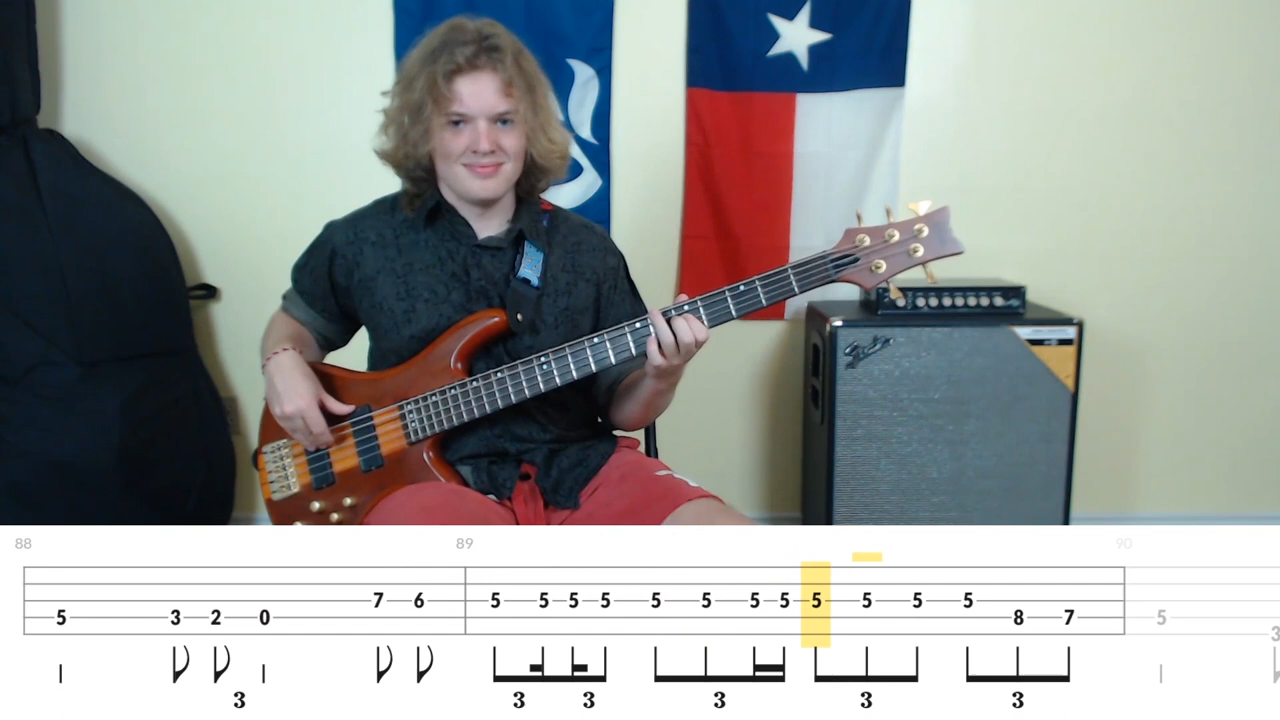 Fender
88 89 90
7 6 5 5 5 5 5 5 5 5 5 5 5 5
5 3 2 0 8 7 5
3
3 3 3 3 3 3